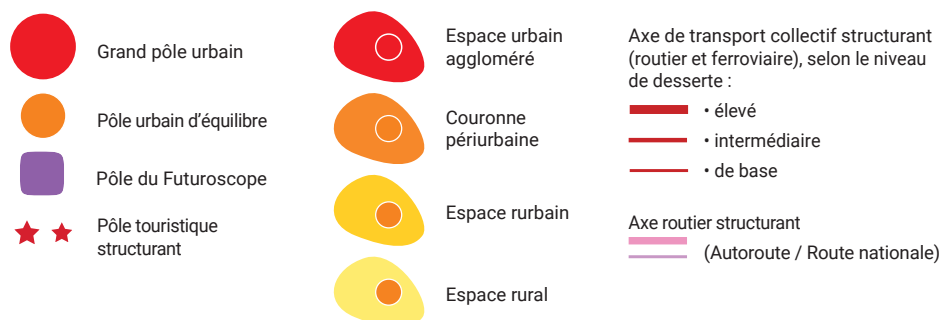 Grand pôle urbain
Pôle urbain d'équilibre
Pôle du Futuroscope
Pôle touristique
structurant
Espace urbain
aggloméré
Couronne
périurbaine
Espace rurbain
Espace rural
Axe de transport collectif structurant
(routier et ferroviaire), selon le niveau
de desserte :
• élevé
• intermédiaire
• de base
Axe routier structurant
(Autoroute / Route nationale)